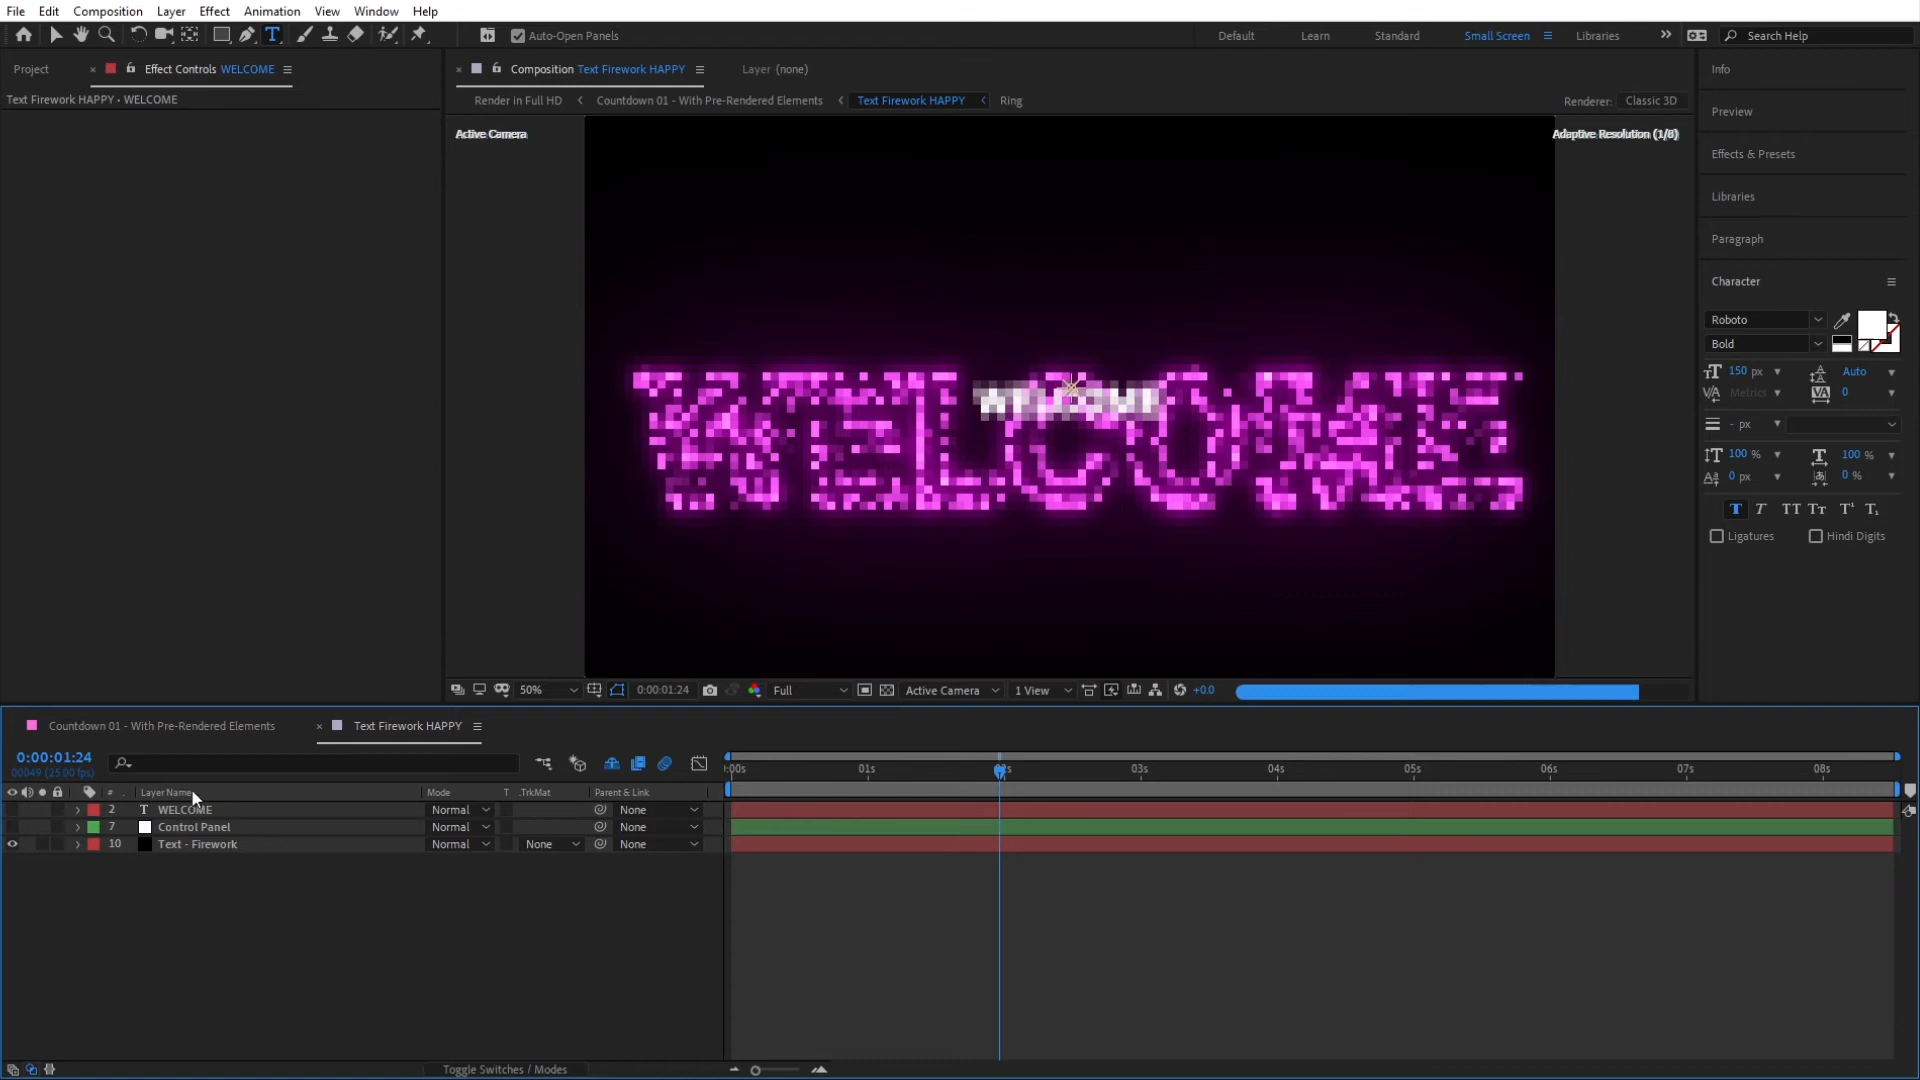 File Edit Composition Layer Effect Animation View Window Help
Auto-Open Panels Default Learn Standard Small Screen Libraries Search Help
Project Effect Controls WELCOME
Text Firework HAPPY • WELCOME
Composition Text Firework HAPPY Layer (none)
Render in Full HD Countdown 01 - With Pre-Rendered Elements Text Firework HAPPY Ring Renderer: Classic 3D
Active Camera Adaptive Resolution (1/8)
WELCOME
50% 0:00:01:24 Full Active Camera 1 View +0.0
Info
Preview
Effects & Presets
Libraries
Paragraph
Character
Roboto
Bold
150 px Auto
Metrics 0
- px
100 % 100 %
0 px 0 %
T T TT Tт T¹ T₁
Ligatures Hindi Digits
Countdown 01 - With Pre-Rendered Elements Text Firework HAPPY
0:00:01:24
00049 (25.00 fps)
:00s 01s 03s 04s 05s 06s 07s 08s
# Layer Name Mode T .TrkMat Parent & Link
2 T WELCOME Normal None
7 Control Panel Normal None
10 Text - Firework Normal None None
Toggle Switches / Modes